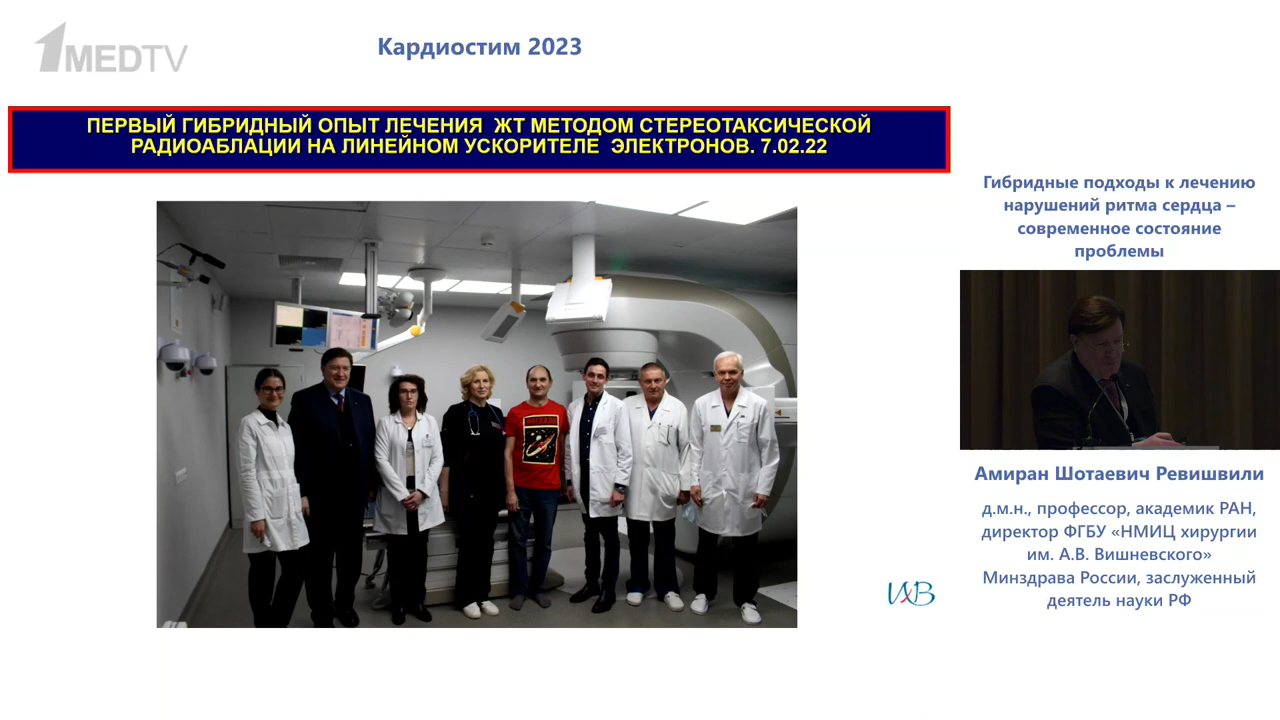 1MEDTV
Кардиостим 2023
ПЕРВЫЙ ГИБРИДНЫЙ ОПЫТ ЛЕЧЕНИЯ ЖТ МЕТОДОМ СТЕРЕОТАКСИЧЕСКОЙ
РАДИОАБЛАЦИИ НА ЛИНЕЙНОМ УСКОРИТЕЛЕ ЭЛЕКТРОНОВ. 7.02.22
Гибридные подходы к лечению
нарушений ритма сердца –
современное состояние
проблемы
Амиран Шотаевич Ревишвили
д.м.н., профессор, академик РАН,
директор ФГБУ «НМИЦ хирургии
им. А.В. Вишневского»
Минздрава России, заслуженный
деятель науки РФ